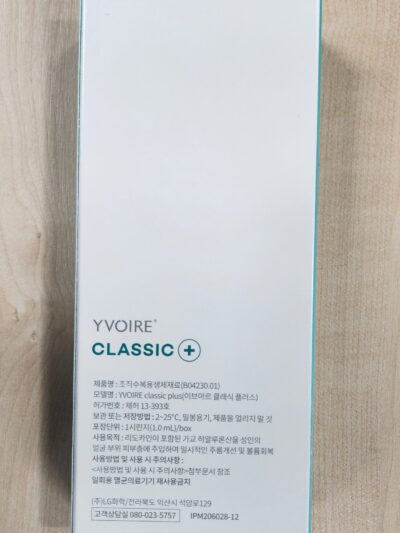 YVOIRE®
CLASSIC +
제품명 : 조직수복용생체재료(B04230.01)
모델명 : YVOIRE classic plus(이브아르 클래식 플러스)
허가번호 : 제허 13-393호
보관 또는 저장방법 : 2~25℃, 밀봉용기, 제품을 얼리지 말 것
포장단위 : 1시린지(1.0 mL)/box
사용목적 : 리도카인이 포함된 가교 히알루론산을 성인의
얼굴 부위 피부층에 주입하여 일시적인 주름개선 및 볼륨회복
사용방법 및 사용 시 주의사항 :
<사용방법 및 사용 시 주의사항>첨부문서 참조
일회용 멸균의료기기 재사용금지
(주)LG화학/전라북도 익산시 석암로129
고객상담실 080-023-5757 IPM206028-12